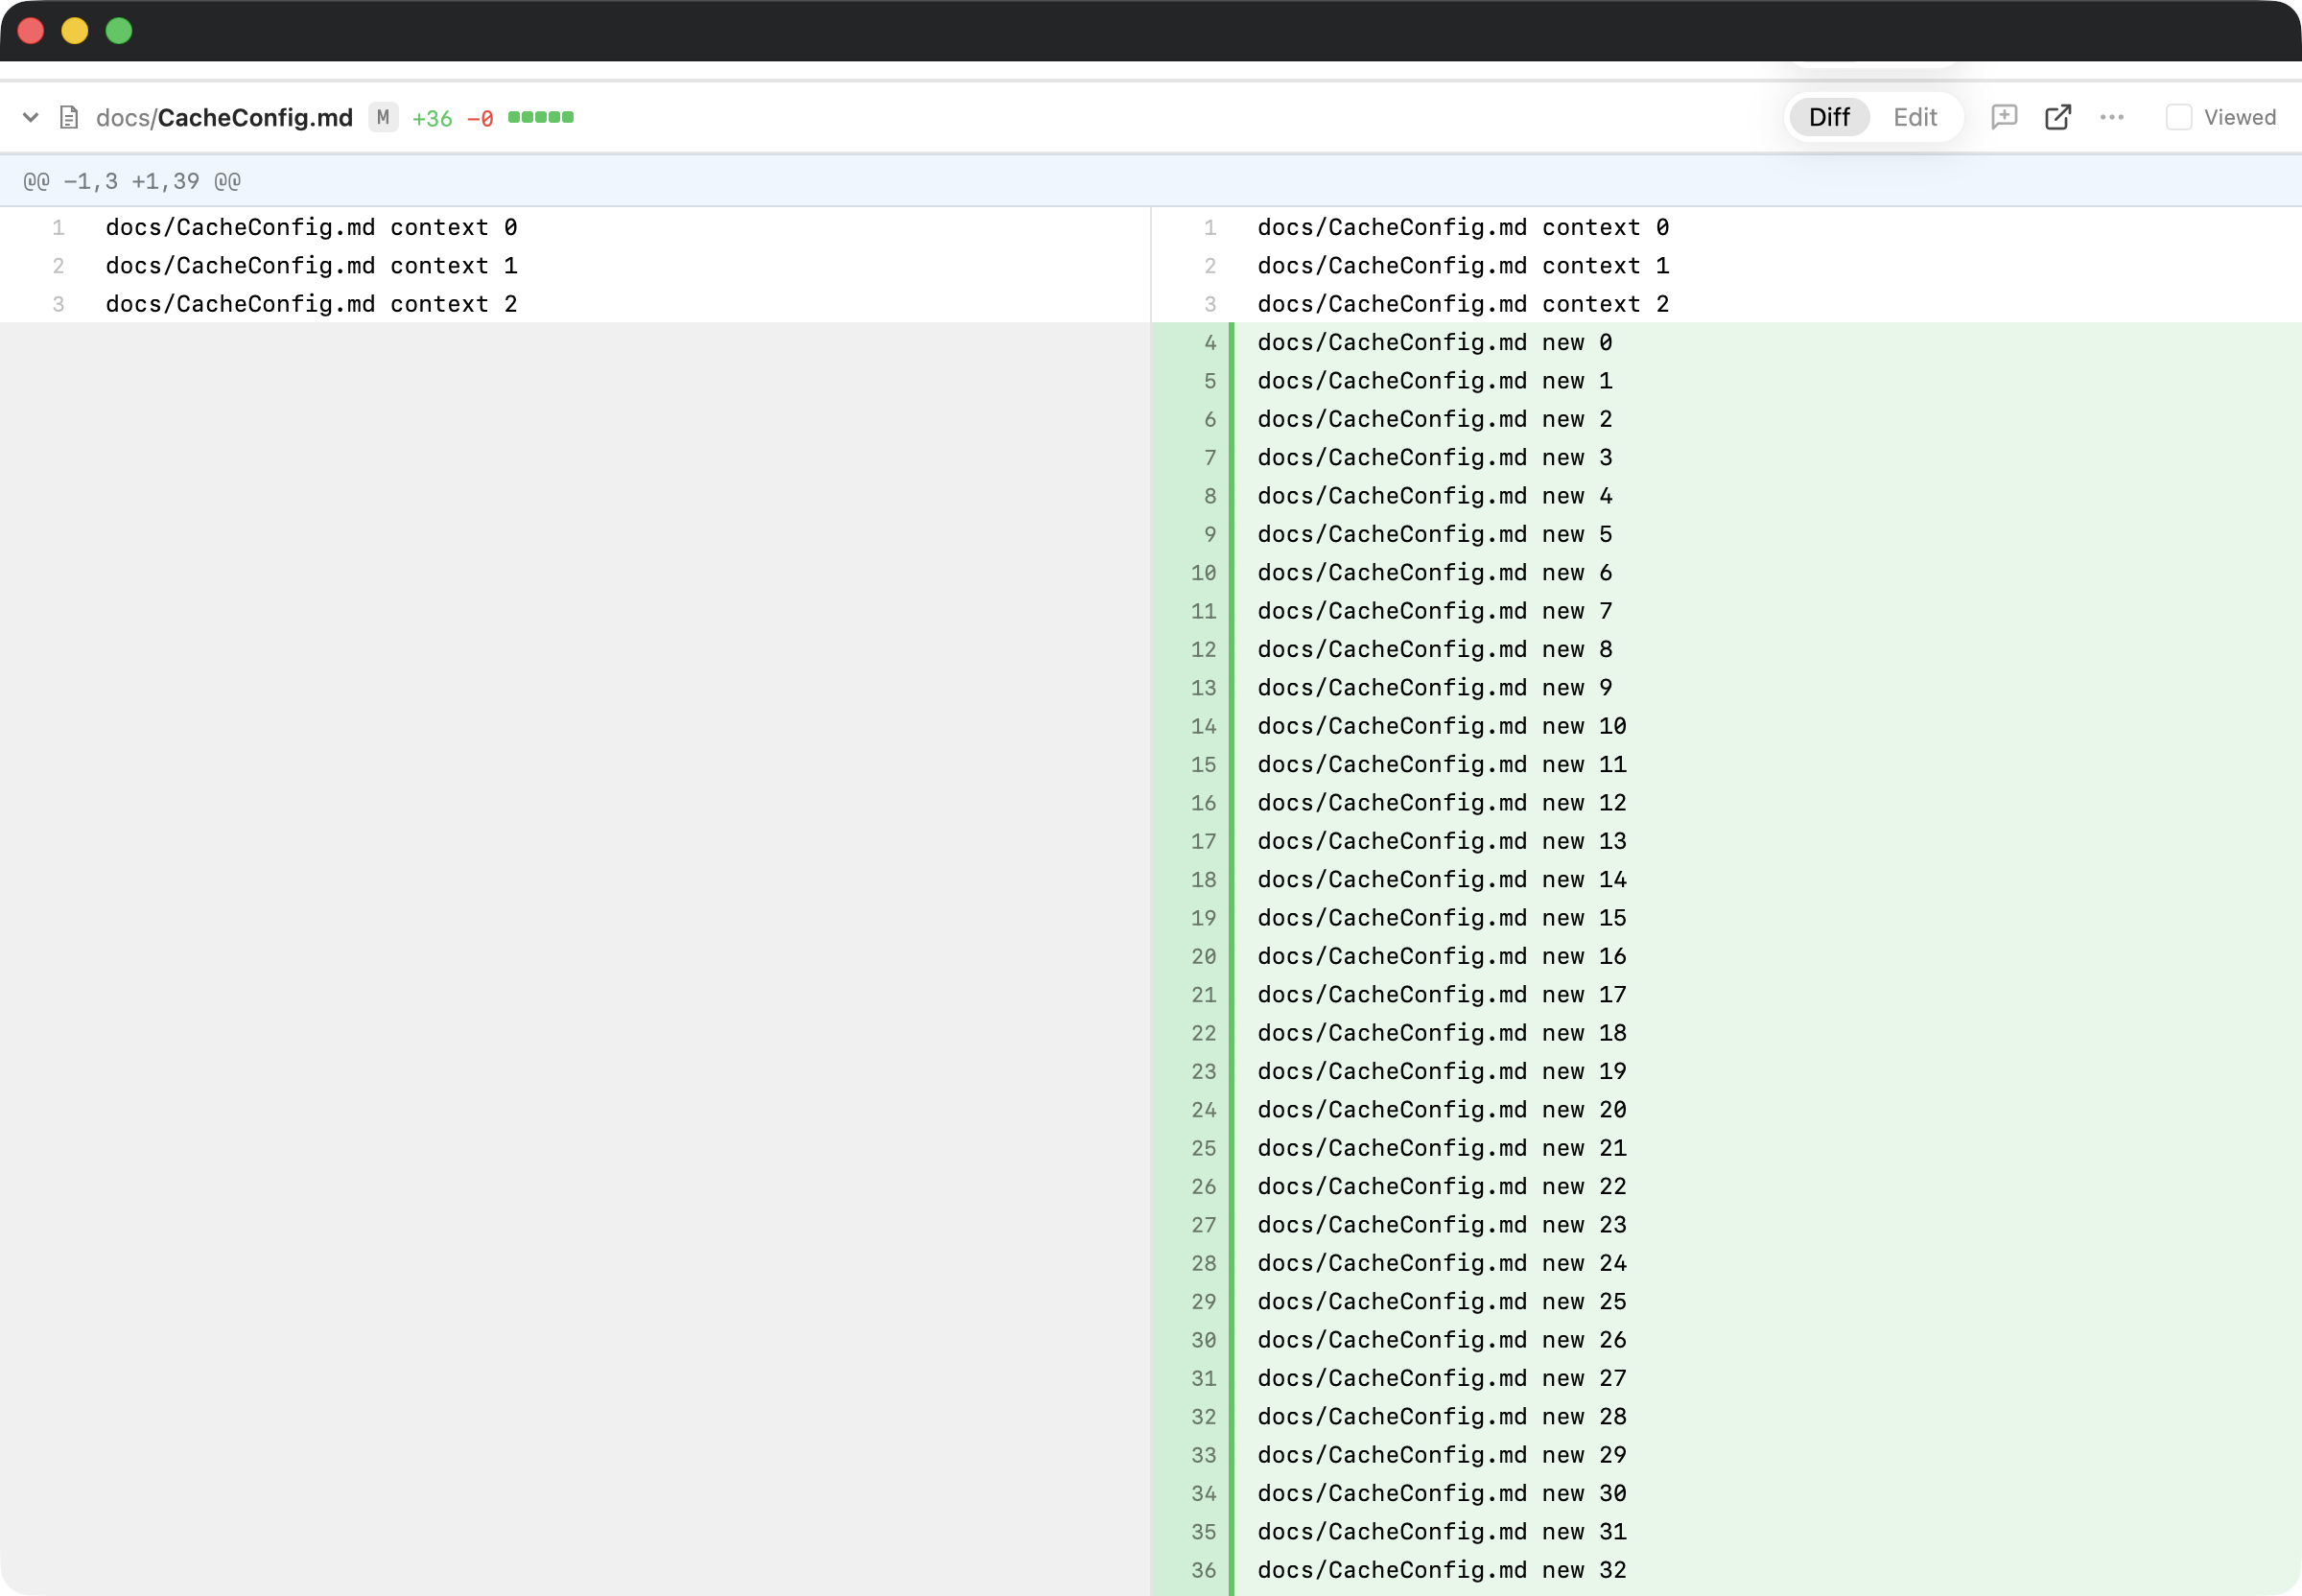 docs/CacheConfig.md M +36 −0 Diff Edit Viewed
@@ −1,3 +1,39 @@
1 docs/CacheConfig.md context 0
2 docs/CacheConfig.md context 1
3 docs/CacheConfig.md context 2
1 docs/CacheConfig.md context 0
2 docs/CacheConfig.md context 1
3 docs/CacheConfig.md context 2
4 docs/CacheConfig.md new 0
5 docs/CacheConfig.md new 1
6 docs/CacheConfig.md new 2
7 docs/CacheConfig.md new 3
8 docs/CacheConfig.md new 4
9 docs/CacheConfig.md new 5
10 docs/CacheConfig.md new 6
11 docs/CacheConfig.md new 7
12 docs/CacheConfig.md new 8
13 docs/CacheConfig.md new 9
14 docs/CacheConfig.md new 10
15 docs/CacheConfig.md new 11
16 docs/CacheConfig.md new 12
17 docs/CacheConfig.md new 13
18 docs/CacheConfig.md new 14
19 docs/CacheConfig.md new 15
20 docs/CacheConfig.md new 16
21 docs/CacheConfig.md new 17
22 docs/CacheConfig.md new 18
23 docs/CacheConfig.md new 19
24 docs/CacheConfig.md new 20
25 docs/CacheConfig.md new 21
26 docs/CacheConfig.md new 22
27 docs/CacheConfig.md new 23
28 docs/CacheConfig.md new 24
29 docs/CacheConfig.md new 25
30 docs/CacheConfig.md new 26
31 docs/CacheConfig.md new 27
32 docs/CacheConfig.md new 28
33 docs/CacheConfig.md new 29
34 docs/CacheConfig.md new 30
35 docs/CacheConfig.md new 31
36 docs/CacheConfig.md new 32